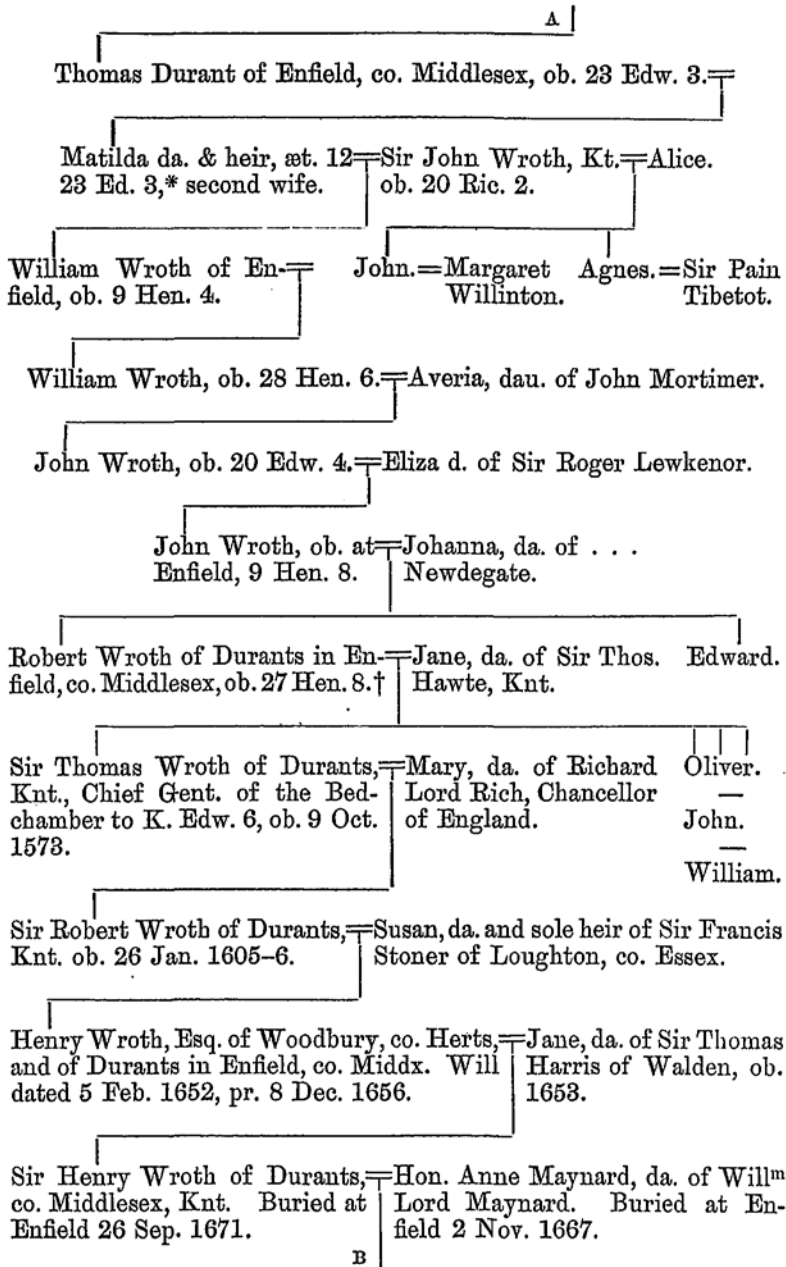 A
Thomas Durant of Enfield, co. Middlesex, ob. 23 Edw. 3.
Matilda da. & heir, æt. 12 Sir John Wroth, Kt. Alice.
23 Ed. 3,* second wife. ob. 20 Ric. 2.
William Wroth of En- John. = Margaret Agnes. = Sir Pain
field, ob. 9 Hen. 4. Willinton. Tibetot.
William Wroth, ob. 28 Hen. 6. Averia, dau. of John Mortimer.
John Wroth, ob. 20 Edw. 4. Eliza d. of Sir Roger Lewkenor.
John Wroth, ob. at Johanna, da. of . . .
Enfield, 9 Hen. 8. Newdegate.
Robert Wroth of Durants in En- Jane, da. of Sir Thos. Edward.
field, co. Middlesex, ob. 27 Hen. 8.† Hawte, Knt.
Sir Thomas Wroth of Durants, Mary, da. of Richard Oliver.
Knt., Chief Gent. of the Bed- Lord Rich, Chancellor —
chamber to K. Edw. 6, ob. 9 Oct. of England. John.
1573. —
William.
Sir Robert Wroth of Durants, Susan, da. and sole heir of Sir Francis
Knt. ob. 26 Jan. 1605–6. Stoner of Loughton, co. Essex.
Henry Wroth, Esq. of Woodbury, co. Herts, Jane, da. of Sir Thomas
and of Durants in Enfield, co. Middx. Will Harris of Walden, ob.
dated 5 Feb. 1652, pr. 8 Dec. 1656. 1653.
Sir Henry Wroth of Durants, Hon. Anne Maynard, da. of Willᵐ
co. Middlesex, Knt. Buried at Lord Maynard. Buried at En-
Enfield 26 Sep. 1671. field 2 Nov. 1667.
B